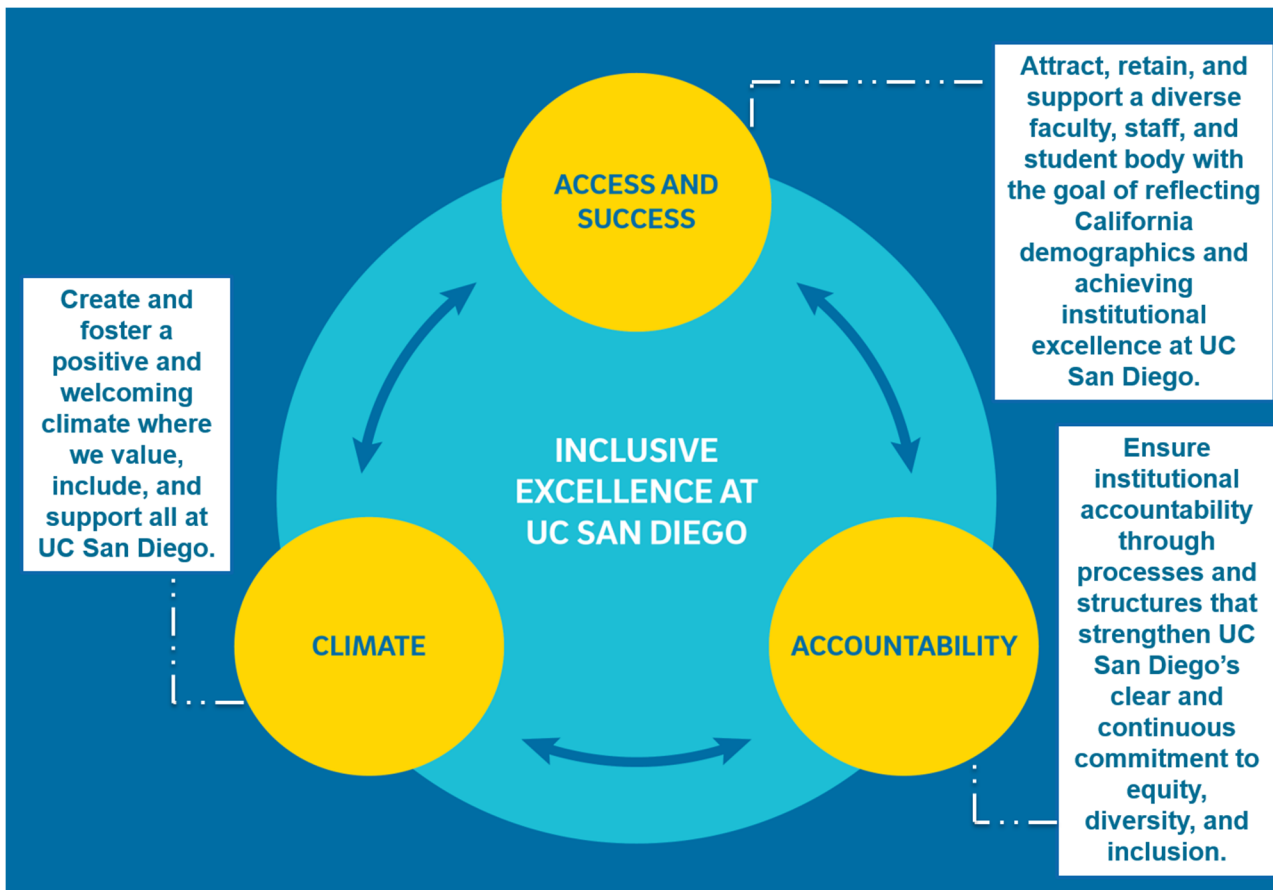 ACCESS AND
SUCCESS
Attract, retain, and
support a diverse
faculty, staff, and
student body with
the goal of reflecting
California
demographics and
achieving
institutional
excellence at UC
San Diego.
Create and
foster a
positive and
welcoming
climate where
we value,
include, and
support all at
UC San Diego.
INCLUSIVE
EXCELLENCE AT
UC SAN DIEGO
CLIMATE
ACCOUNTABILITY
Ensure
institutional
accountability
through
processes and
structures that
strengthen UC
San Diego’s
clear and
continuous
commitment to
equity,
diversity, and
inclusion.